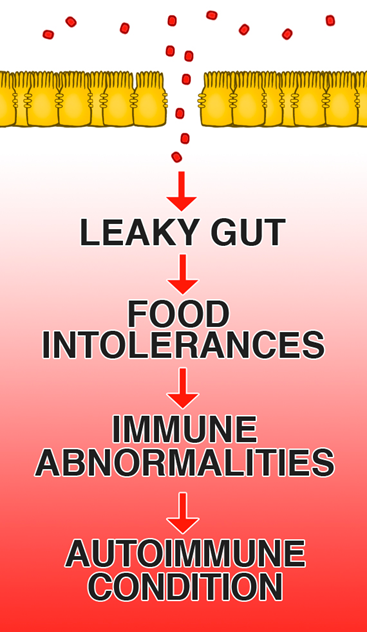 LEAKY GUT
FOOD
INTOLERANCES
IMMUNE
ABNORMALITIES
AUTOIMMUNE
CONDITION